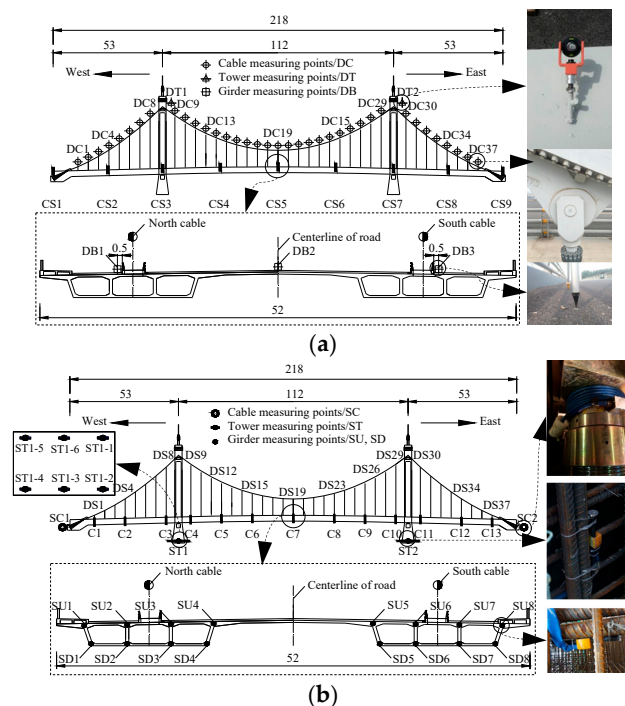 218
53 112 53
West East
Cable measuring points/DC
Tower measuring points/DT
Girder measuring points/DB
DT1 DT2
DC8 DC9 DC29 DC30
DC4 DC13 DC15 DC34
DC1 DC19 DC37
CS1 CS2 CS3 CS4 CS5 CS6 CS7 CS8 CS9
North cable South cable
Centerline of road
DB1 0.5 DB2 0.5 DB3
52
(a)
218
53 112 53
West East
Cable measuring points/SC
Tower measuring points/ST
Girder measuring points/SU, SD
ST1-5 ST1-6 ST1-1
ST1-4 ST1-3 ST1-2
DS8 DS9 DS29 DS30
DS12 DS26
DS4 DS15 DS23 DS34
DS1 DS19 DS37
SC1 SC2
C1 C2 C3 C4 C5 C6 C7 C8 C9 C10 C11 C12 C13
ST1 ST2
North cable South cable
Centerline of road
SU1 SU2 SU3 SU4 SU5 SU6 SU7 SU8
SD1 SD2 SD3 SD4 SD5 SD6 SD7 SD8
52
(b)